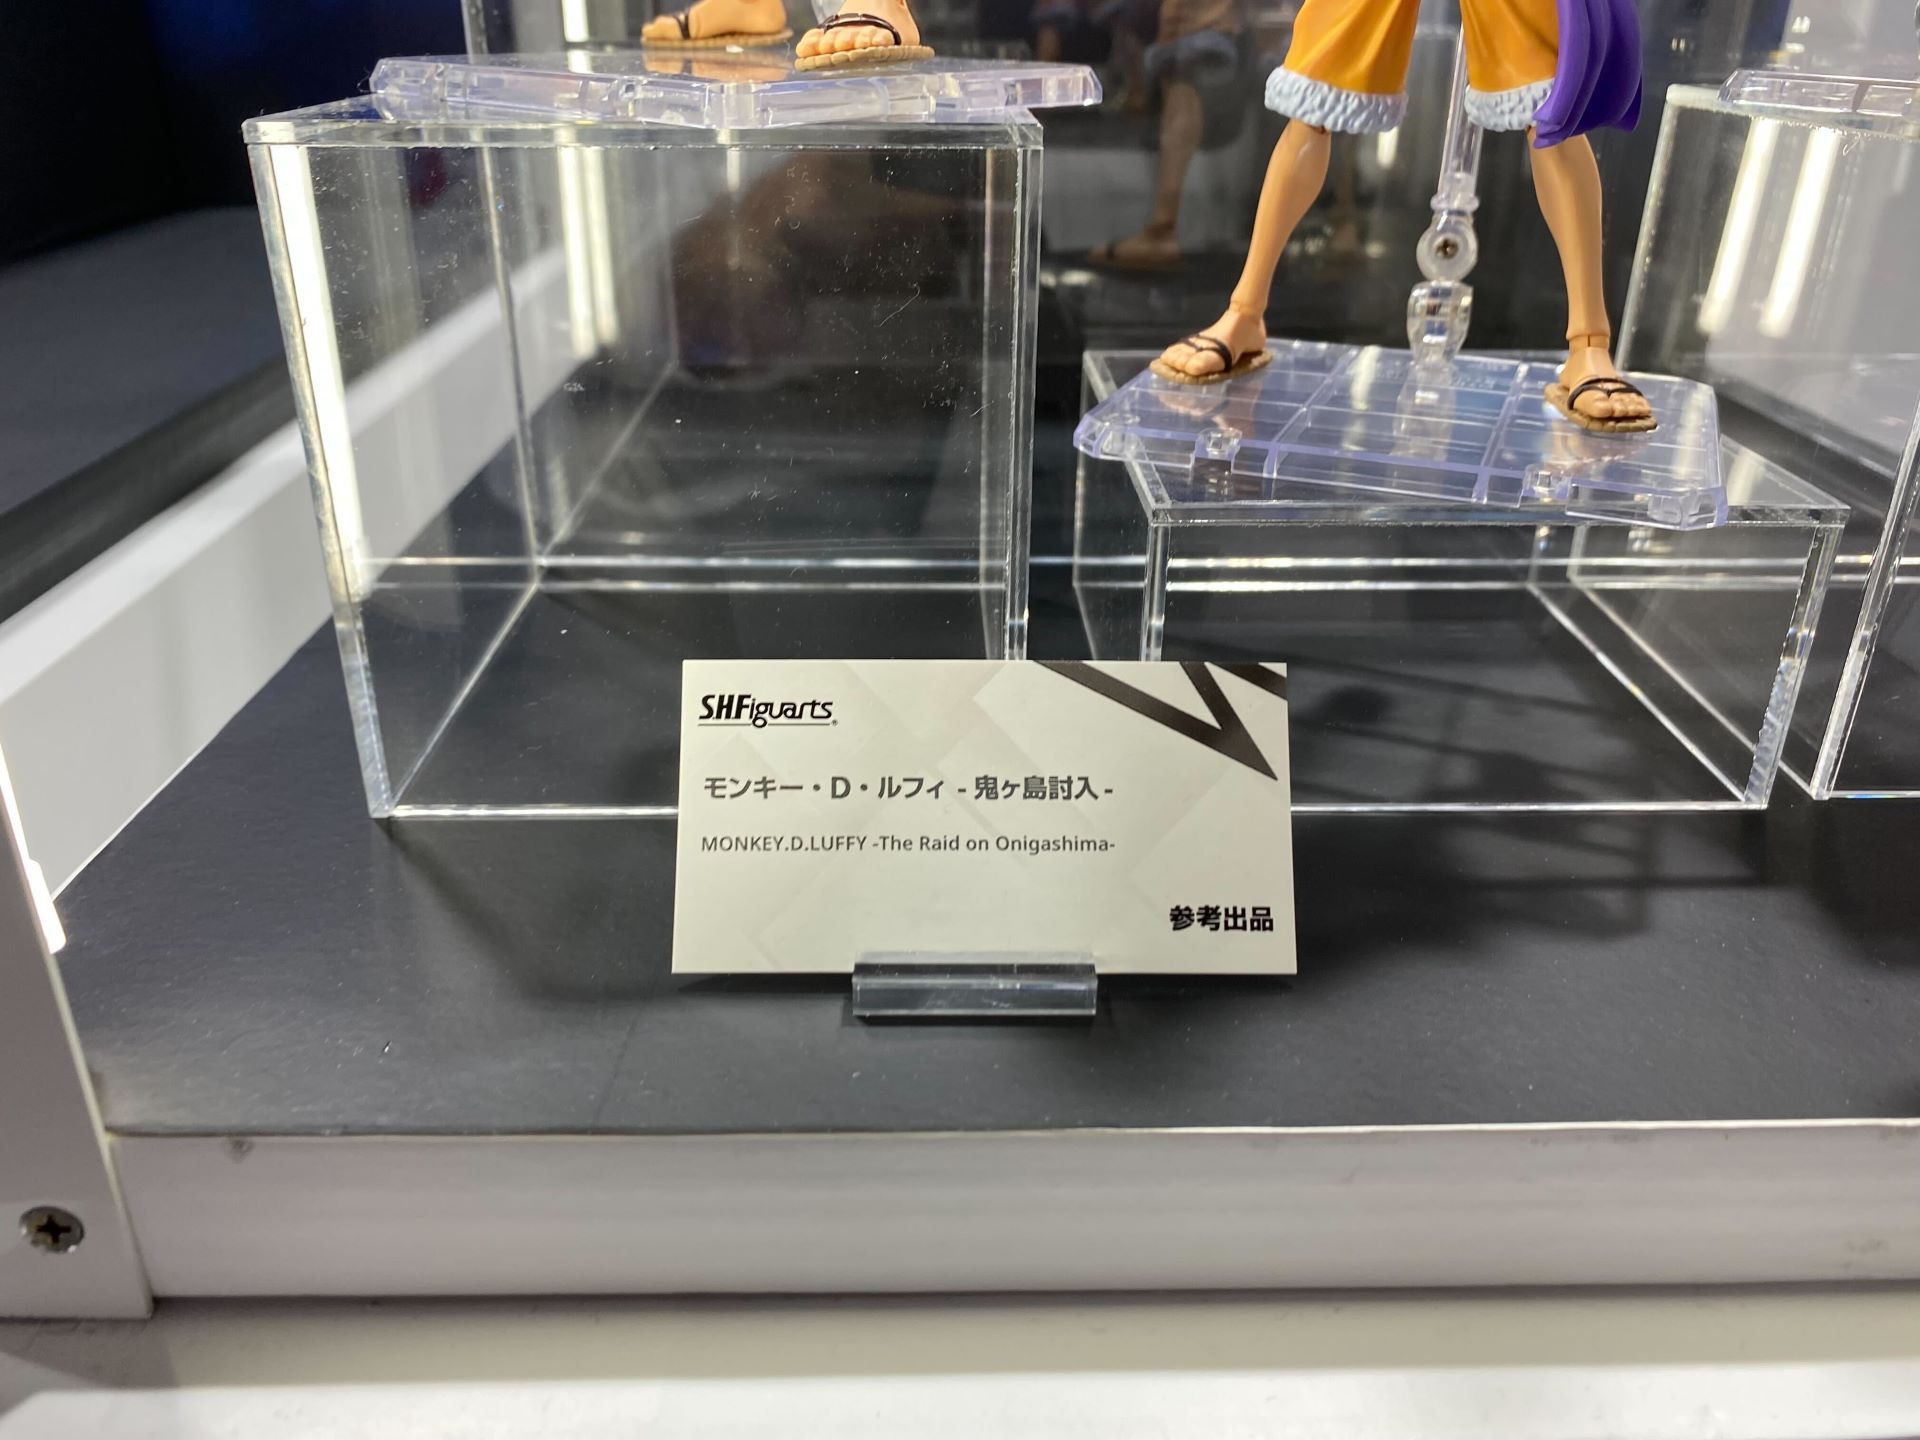 S.H.Figuarts®
モンキー・D・ルフィ -鬼ヶ島討入-
MONKEY.D.LUFFY -The Raid on Onigashima-
参考出品